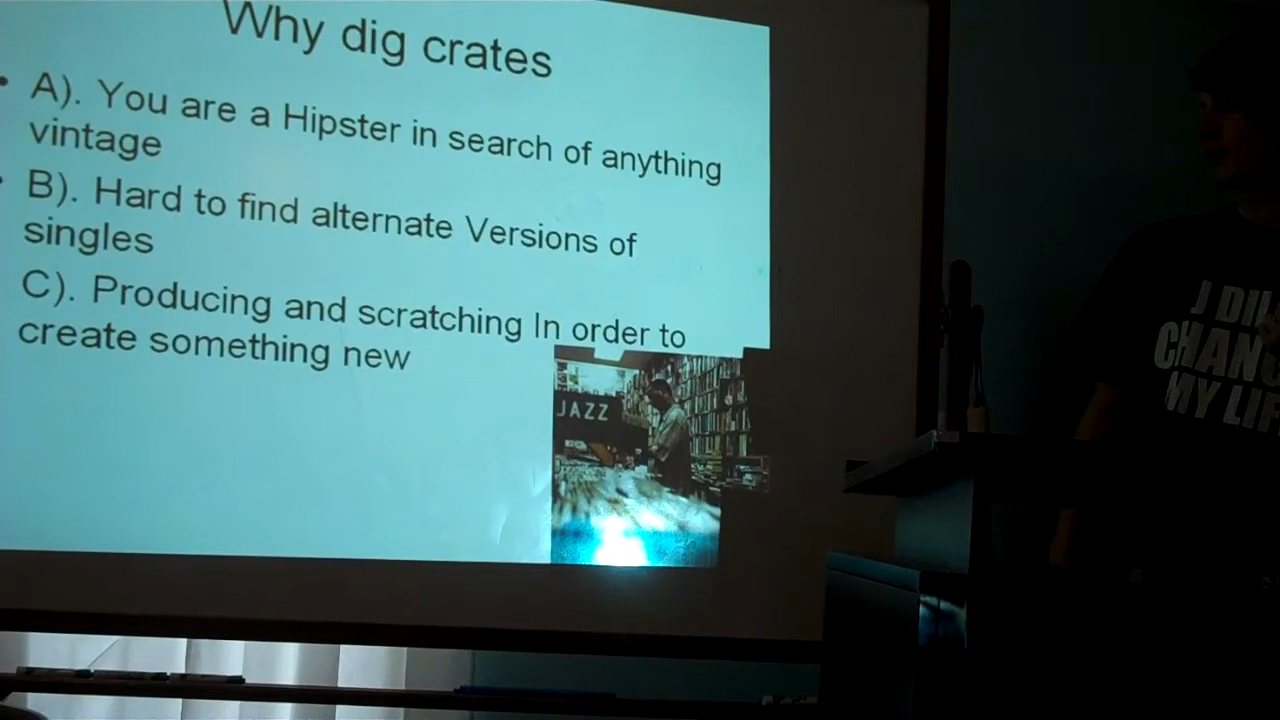 Why dig crates
A). You are a Hipster in search of anything
vintage
B). Hard to find alternate Versions of
singles
C). Producing and scratching In order to
create something new
JAZZ
J
MY